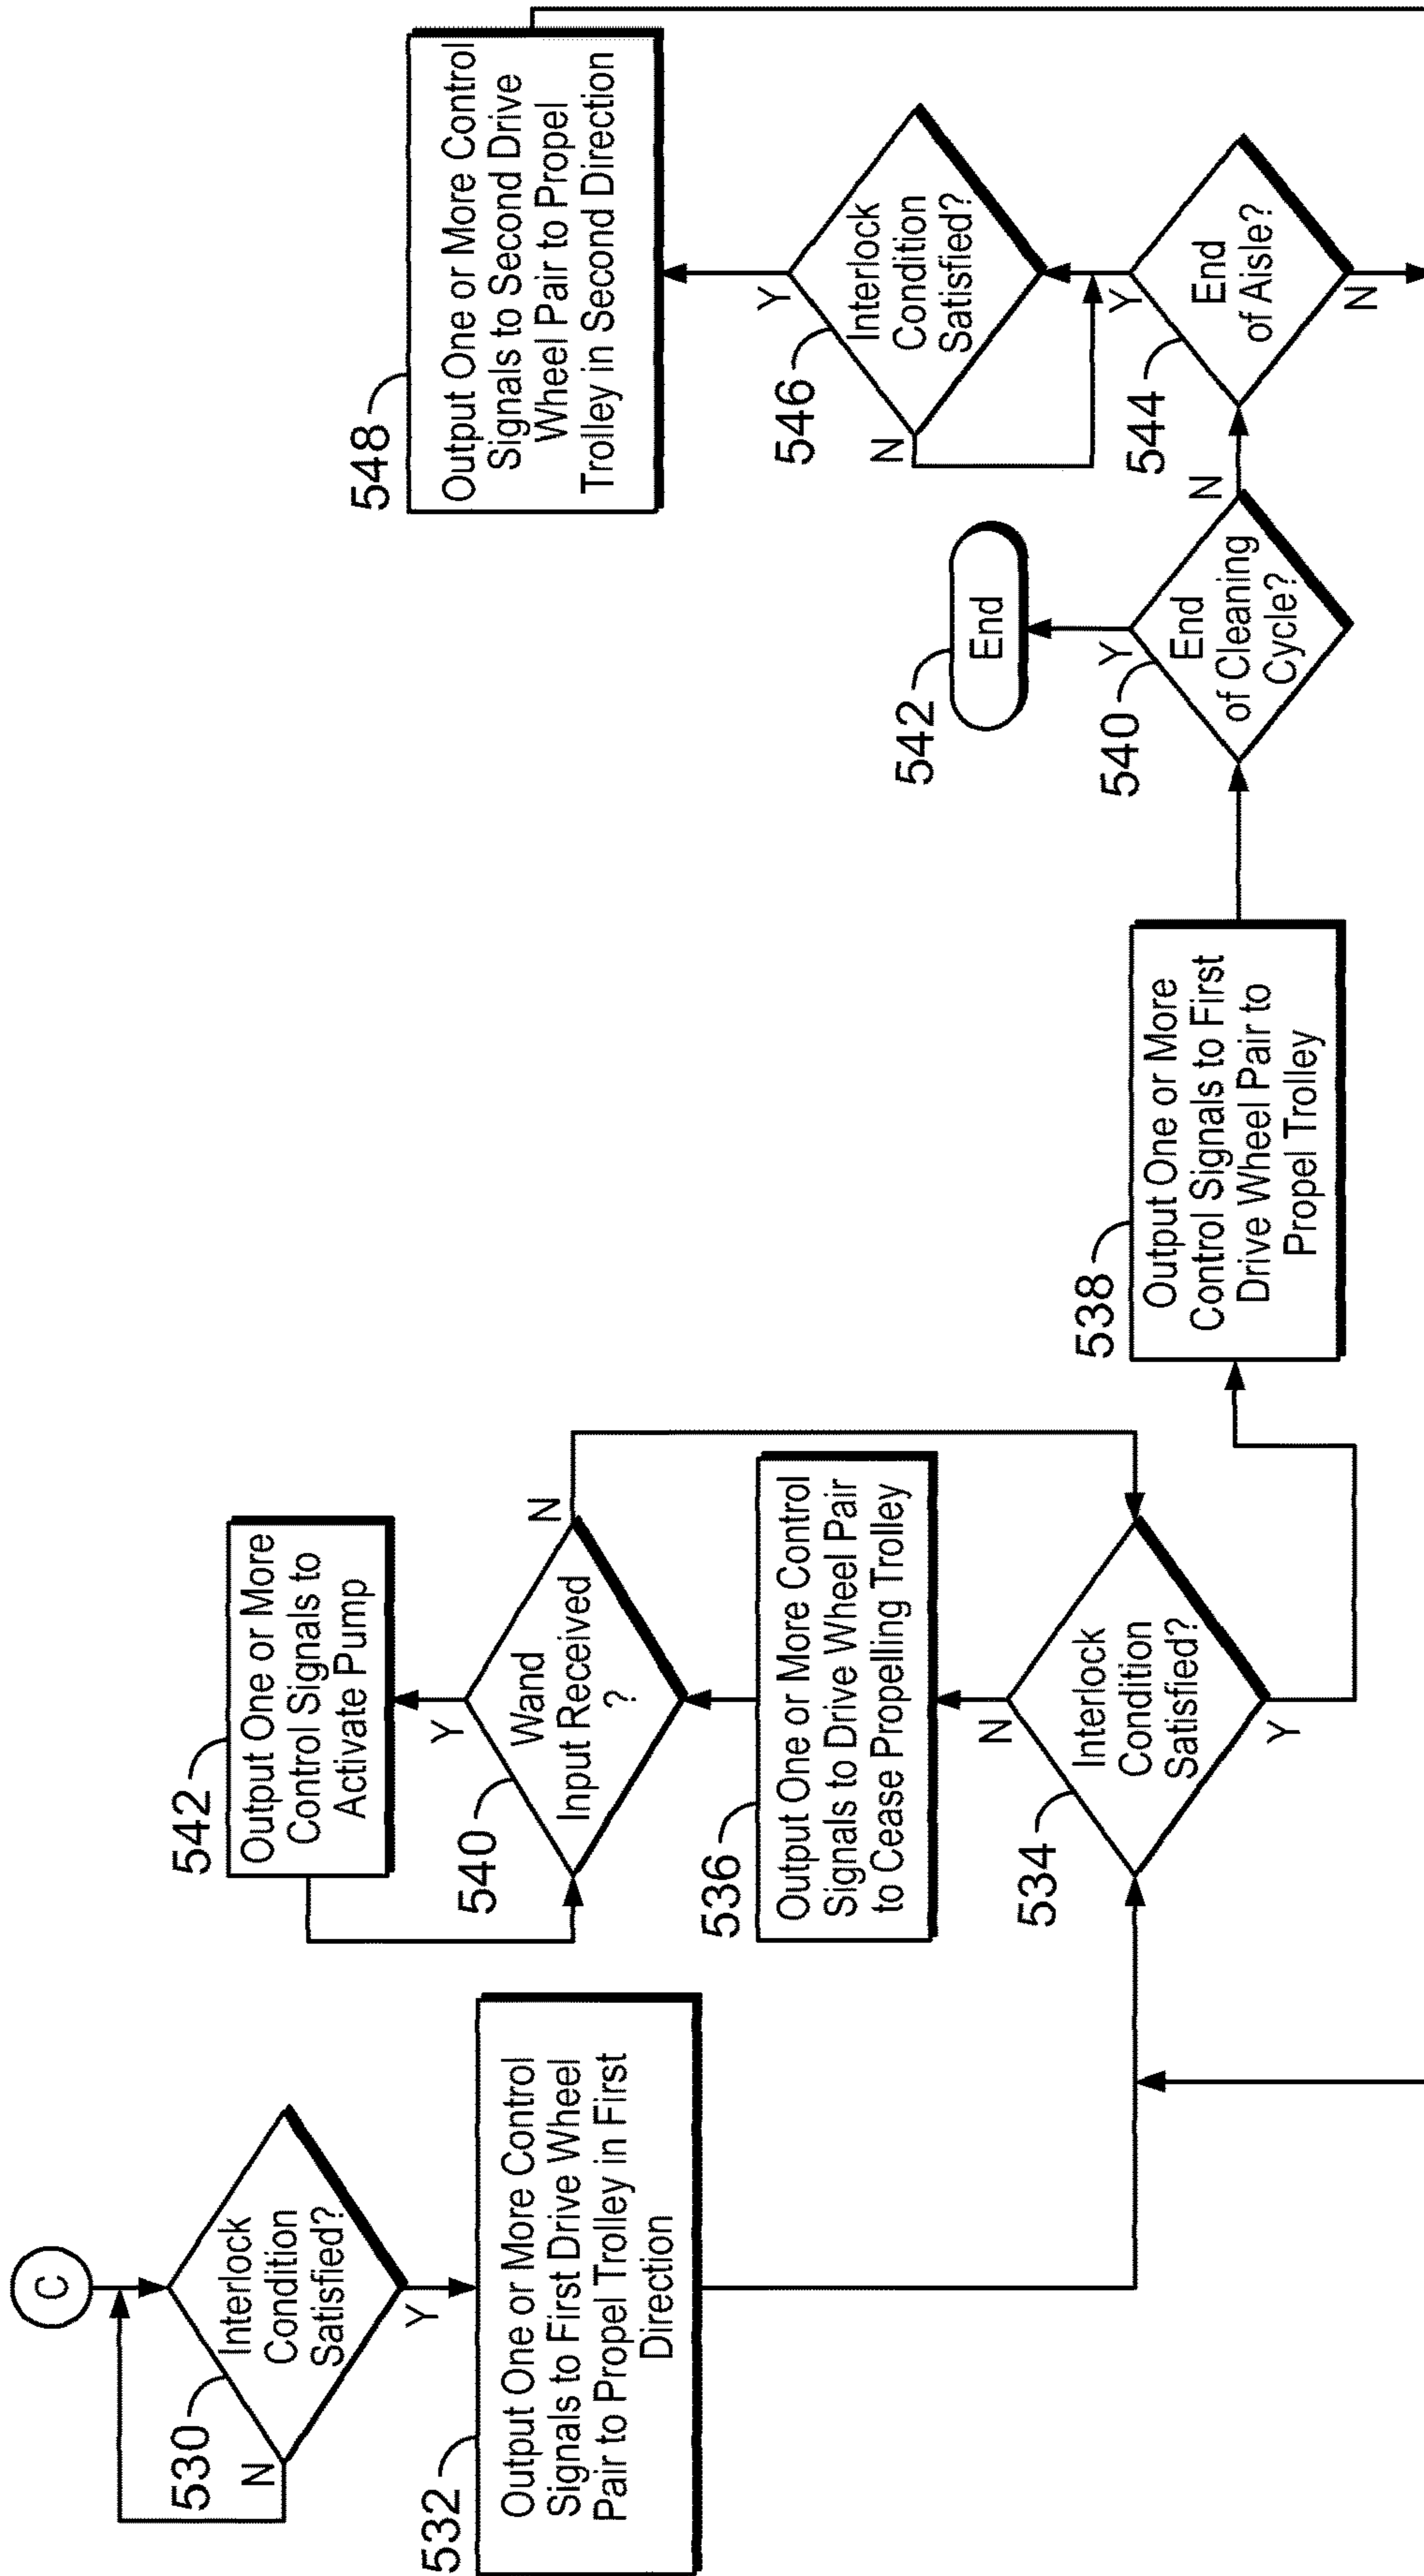 C
530
Interlock
Condition
Satisfied?
N
Y
532
Output One or More Control
Signals to First Drive Wheel
Pair to Propel Trolley in First
Direction
542
Output One or More
Control Signals to
Activate Pump
540
Wand
Input Received
?
Y
N
536
Output One or More Control
Signals to Drive Wheel Pair
to Cease Propelling Trolley
534
Interlock
Condition
Satisfied?
N
Y
538
Output One or More
Control Signals to First
Drive Wheel Pair to
Propel Trolley
540
End
of Cleaning
Cycle?
Y
N
542
End
544
End
of Aisle?
Y
N
546
Interlock
Condition
Satisfied?
N
Y
548
Output One or More Control
Signals to Second Drive
Wheel Pair to Propel
Trolley in Second Direction